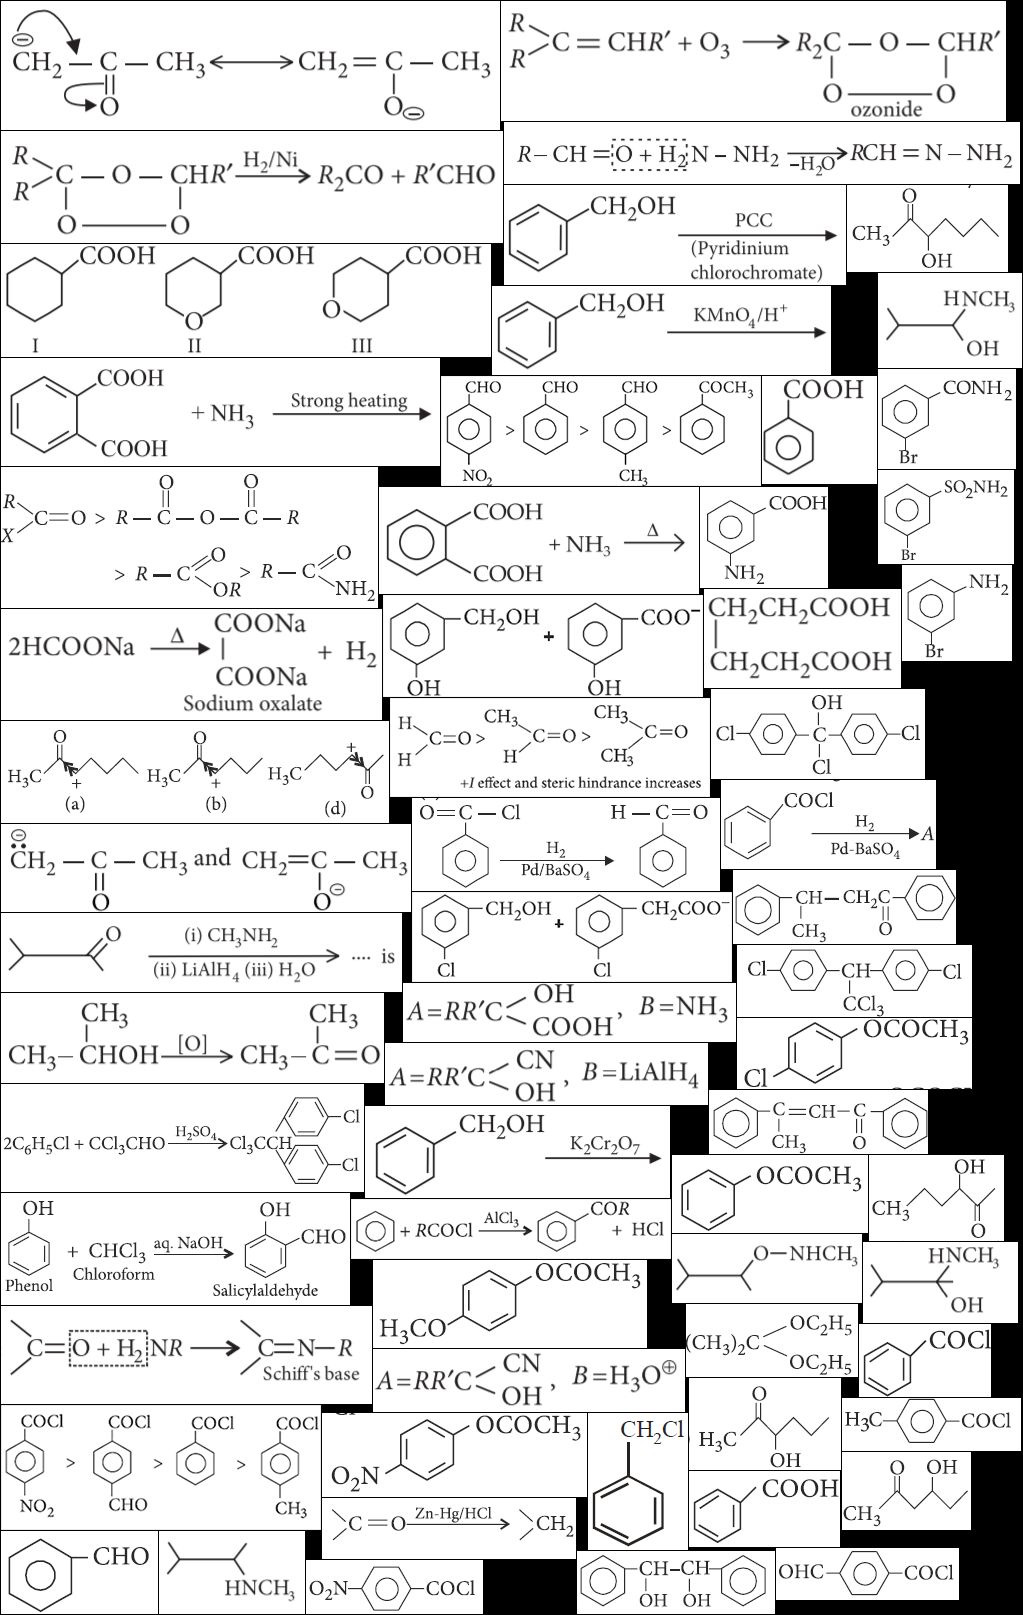 ⊖
CH2 — C — CH3 ⟷ CH2 = C — CH3
O O⊖
R
R
C = CHR′ + O3 ⟶ R2C — O — CHR′
O — O
ozonide
R
R
C — O — CHR′ H2/Ni ⟶ R2CO + R′CHO
O — O
R – CH = O + H2 N – NH2 –H2O ⟶ RCH = N – NH2
CH2OH
PCC
(Pyridinium
chlorochromate)
O
CH3
OH
COOH COOH COOH
O O
I II III
CH2OH
KMnO4/H+
HNCH3
OH
COOH
COOH
+ NH3 Strong heating
CHO CHO CHO COCH3
> > >
NO2 CH3
COOH
CONH2
Br
R
X
C=O > R — C — O — C — R
O O
> R — C O OR > R — C O NH2
COOH
COOH
+ NH3 Δ
COOH
NH2
SO2NH2
Br
2HCOONa Δ ⟶ COONa
COONa
+ H2
Sodium oxalate
CH2OH + COO–
OH OH
CH2CH2COOH
CH2CH2COOH
NH2
Br
O O
H3C + H3C + H3C + O
(a) (b) (d)
H
H
C=O > CH3
H
C=O > CH3
CH3
C=O
+I effect and steric hindrance increases
OH
Cl C Cl
Cl
⊖
CH2 — C — CH3 and CH2=C — CH3
O O⊖
O=C — Cl H — C=O
H2
Pd/BaSO4
COCl
H2
Pd-BaSO4
A
O
(i) CH3NH2
(ii) LiAlH4 (iii) H2O
.... is
CH2OH + CH2COO–
Cl Cl
CH — CH2C
CH3 O
CH3 CH3
CH3 – CHOH [O] ⟶ CH3 – C = O
A=RR′C OH
COOH , B=NH3
Cl CH Cl
CCl3
A=RR′C CN
OH , B=LiAlH4
OCOCH3
Cl
2C6H5Cl + CCl3CHO H2SO4 ⟶ Cl3CCH Cl
Cl
CH2OH
K2Cr2O7
C=CH — C
CH3 O
OH OH
+ CHCl3 aq. NaOH CHO
Phenol Chloroform Salicylaldehyde
+ RCOCl AlCl3 ⟶ COR + HCl
OCOCH3
OH
CH3
O
OCOCH3
H3CO
O—NHCH3
HNCH3
OH
C= O + H2 NR ⟶ C=N–R
Schiff's base
A=RR′C CN
OH , B=H3O⊕
(CH3)2C OC2H5
OC2H5
COCl
COCl COCl COCl COCl
> > >
NO2 CHO CH3
OCOCH3
O2N
CH2Cl
O
H3C
OH
H3C COCl
C=O Zn-Hg/HCl ⟶ CH2
COOH
O OH
CH3
CHO
HNCH3
O2N COCl
CH–CH
OH OH
OHC COCl